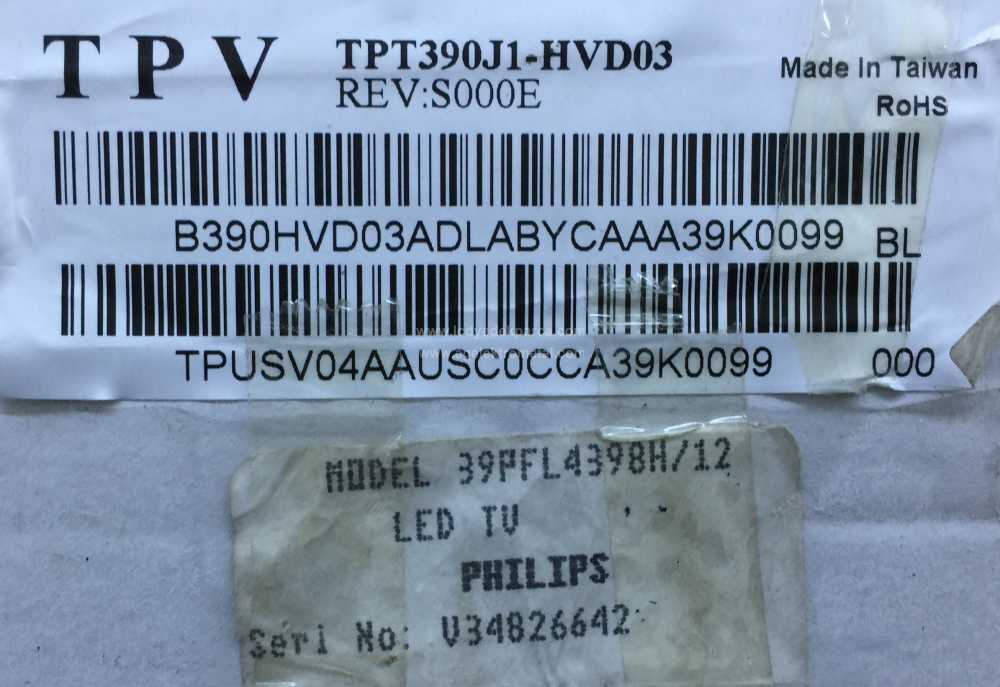 TPV
TPT390J1-HVD03
REV:S000E
Made In Taiwan
RoHS
B390HVD03ADLABYCAAA39K0099 BL
TPUSV04AAUSC0CCA39K0099 000
MODEL 39PFL4398H/12
LED TV
PHILIPS
Seri No: V34826642